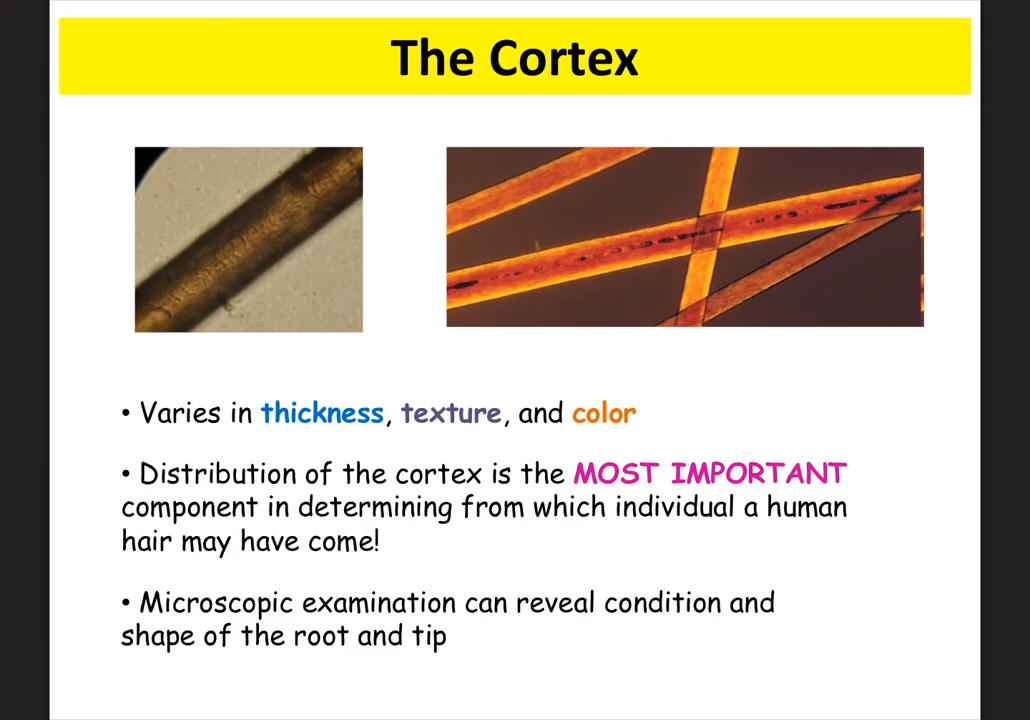 The Cortex
• Varies in thickness, texture, and color
• Distribution of the cortex is the MOST IMPORTANT
component in determining from which individual a human
hair may have come!
• Microscopic examination can reveal condition and
shape of the root and tip